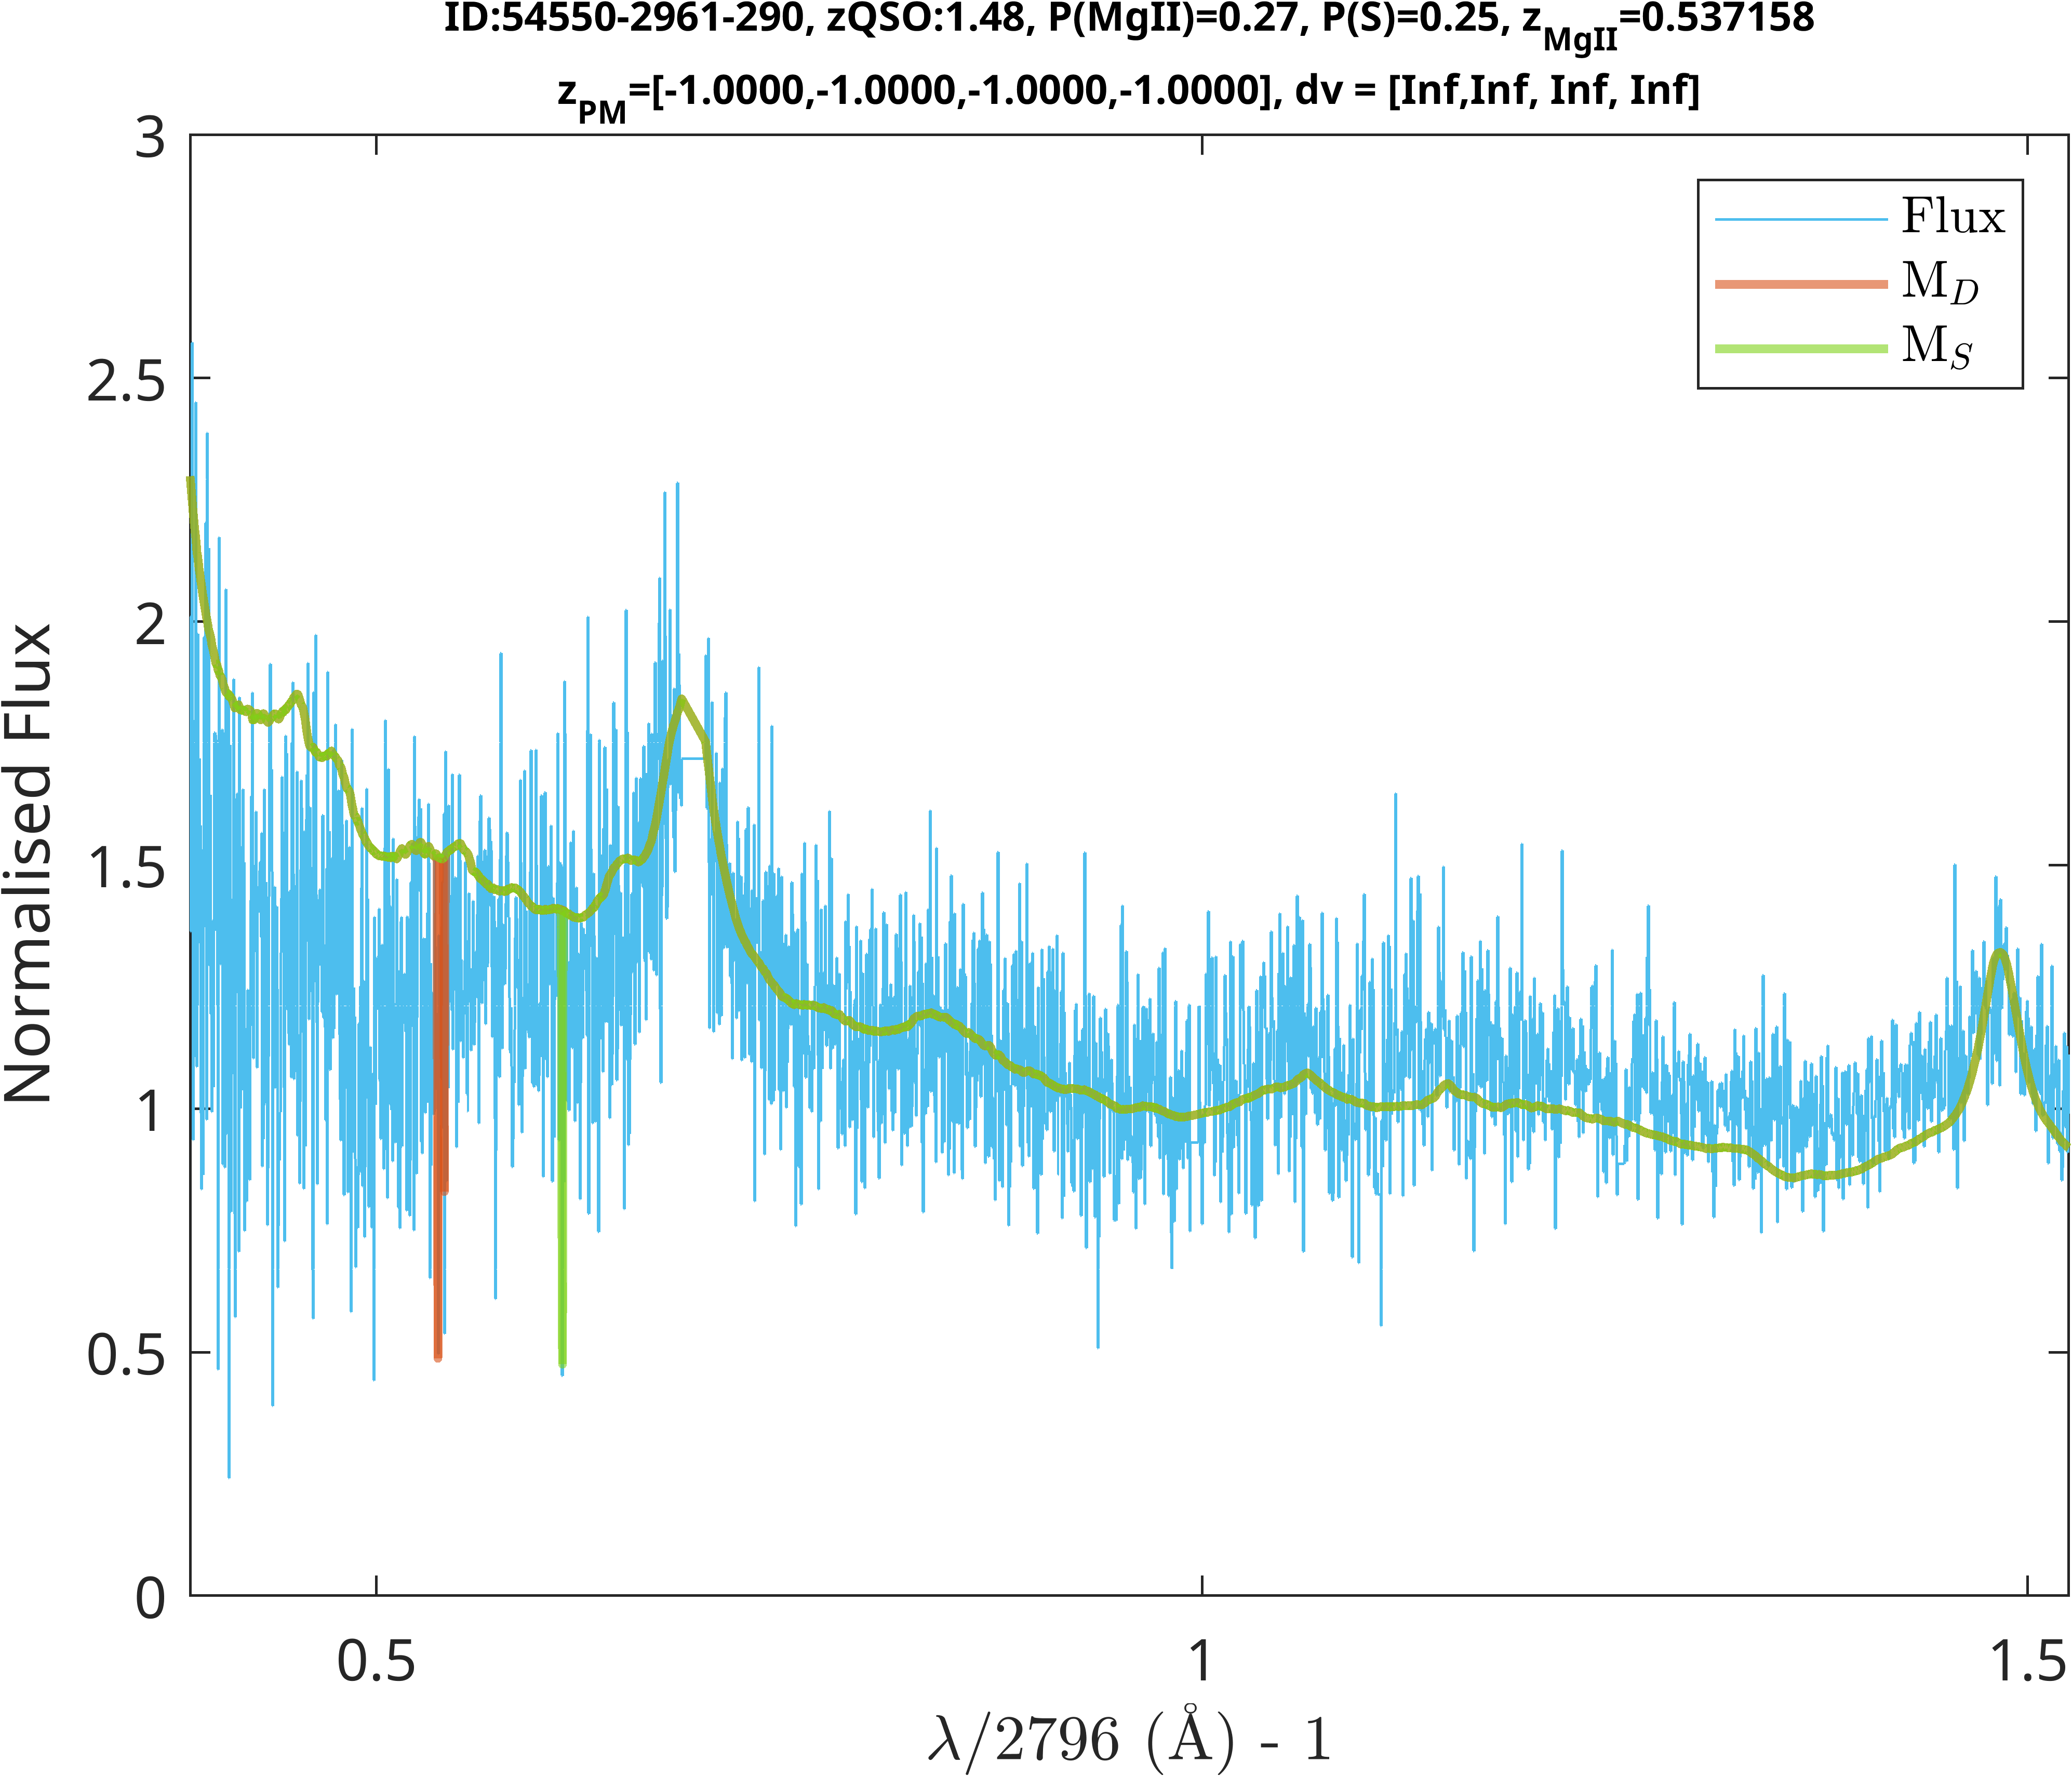 ID:54550-2961-290, zQSO:1.48, P(MgII)=0.27, P(S)=0.25, zMgII=0.537158
zPM=[-1.0000,-1.0000,-1.0000,-1.0000], dv = [Inf,Inf, Inf, Inf]
3
2.5
2
1.5
1
0.5
0
Normalised Flux
Flux
MD
MS
0.5
1
1.5
λ/2796 (Å) - 1